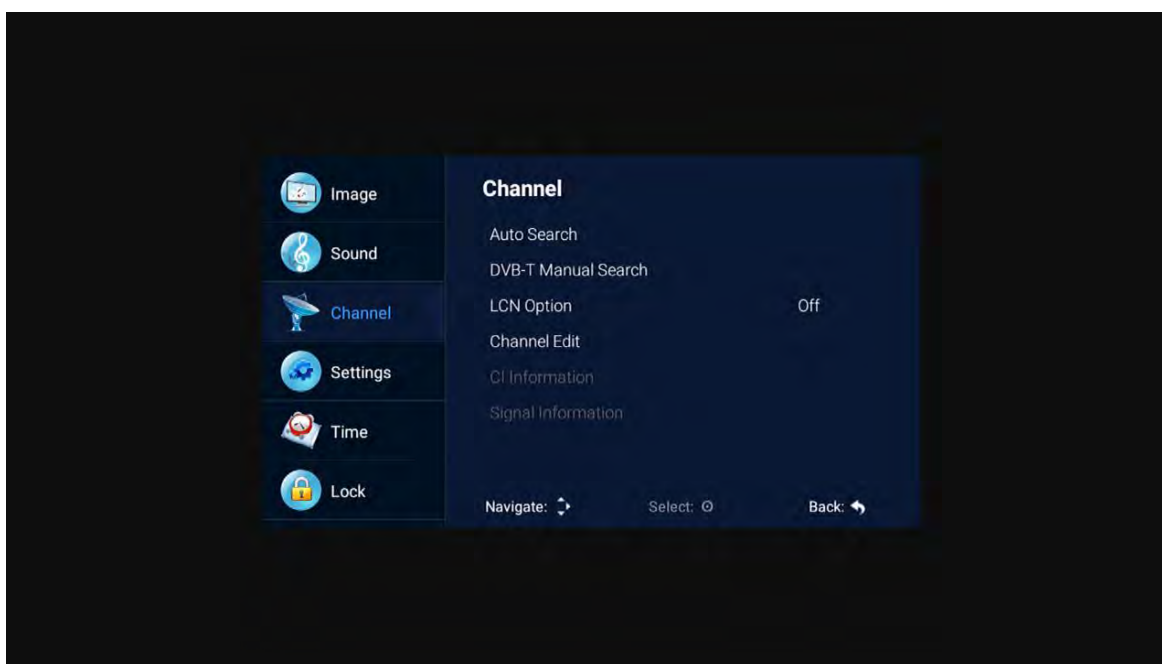 Image
Sound
Channel
Settings
Time
Lock
Channel
Auto Search
DVB-T Manual Search
LCN Option Off
Channel Edit
CI Information
Signal Information
Navigate: Select: Back: